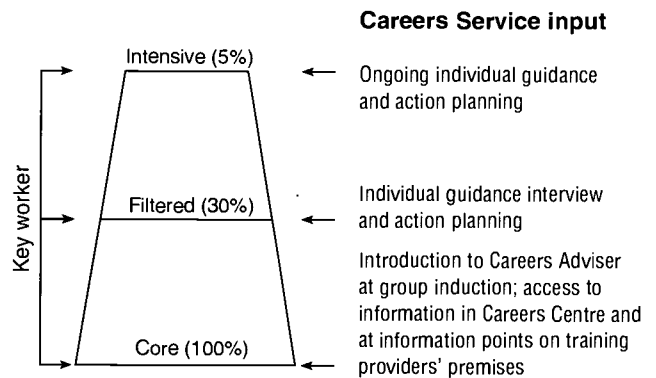 Careers Service input
Intensive (5%)
Ongoing individual guidance
and action planning
Key worker
Filtered (30%)
Individual guidance interview
and action planning
Core (100%)
Introduction to Careers Adviser
at group induction; access to
information in Careers Centre and
at information points on training
providers' premises